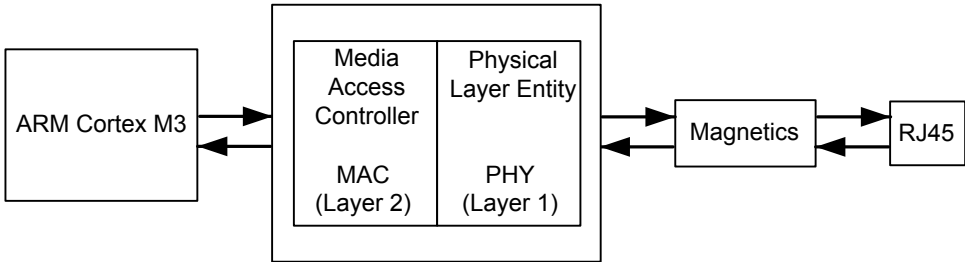 ARM Cortex M3
Media
Access
Controller
MAC
(Layer 2)
Physical
Layer Entity
PHY
(Layer 1)
Magnetics
RJ45